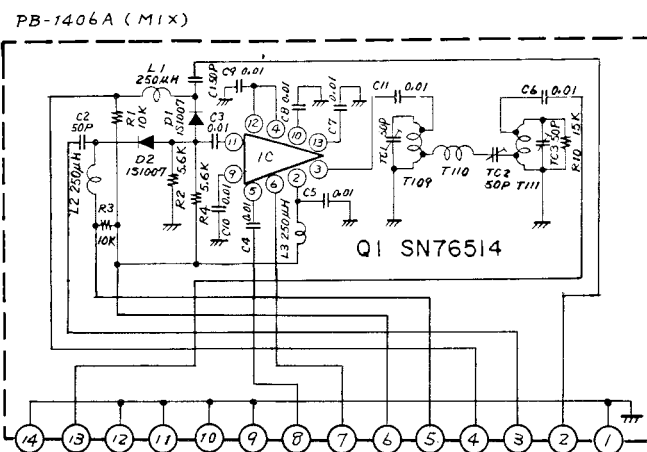 PB-1406A (MIX)
L1
250μH
C1 50P
C9 0.01
C8 0.01
C7 0.01
C11 0.01
C6 0.01
C2
50P
R1
10K
D1
1S1007
C3
0.01
11
12
4
10
13
IC
3
9
5
6
2
D2
1S1007
R2 5.6K
R4 5.6K
C10 0.01
C4 0.01
C5 0.01
L3 250μH
TC1 50P
T109
T110
TC2
50P
T111
TC3 50P
R10 15K
L2 250μH
R3
10K
Q1 SN76514
14 13 12 11 10 9 8 7 6 5 4 3 2 1